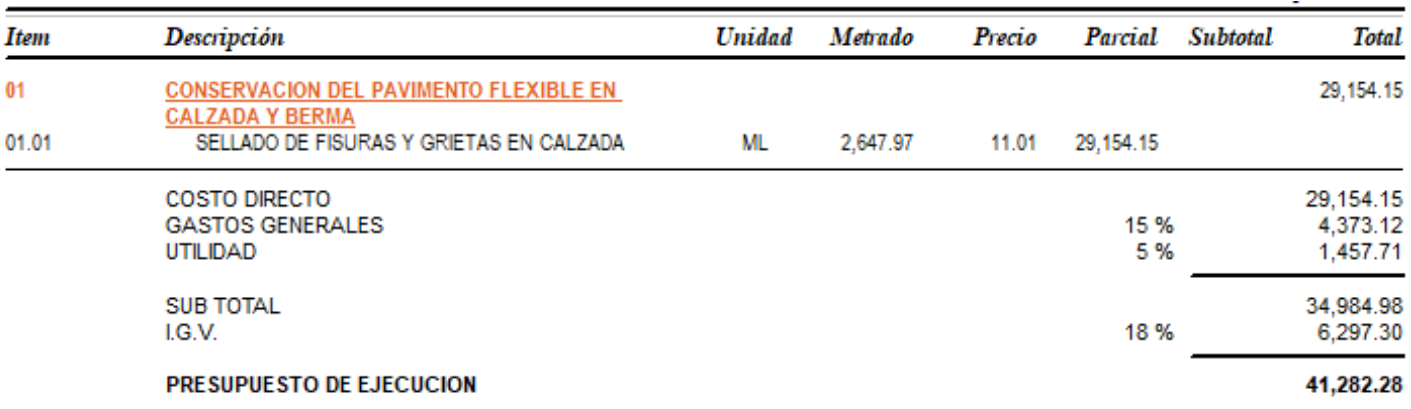 Item Descripción Unidad Metrado Precio Parcial Subtotal Total
01 CONSERVACION DEL PAVIMENTO FLEXIBLE EN 29,154.15
CALZADA Y BERMA
01.01 SELLADO DE FISURAS Y GRIETAS EN CALZADA ML 2,647.97 11.01 29,154.15
COSTO DIRECTO 29,154.15
GASTOS GENERALES 15 % 4,373.12
UTILIDAD 5 % 1,457.71
SUB TOTAL 34,984.98
I.G.V. 18 % 6,297.30
PRESUPUESTO DE EJECUCION 41,282.28